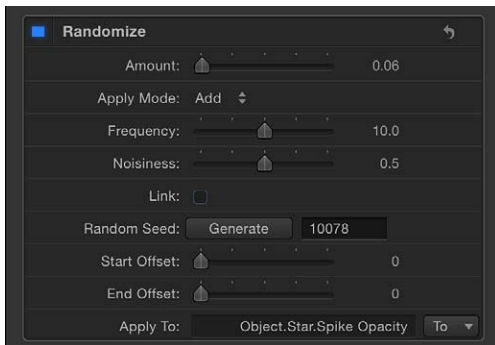 Randomize
Amount: 0.06
Apply Mode: Add
Frequency: 10.0
Noisiness: 0.5
Link:
Random Seed: Generate 10078
Start Offset: 0
End Offset: 0
Apply To: Object.Star.Spike Opacity To